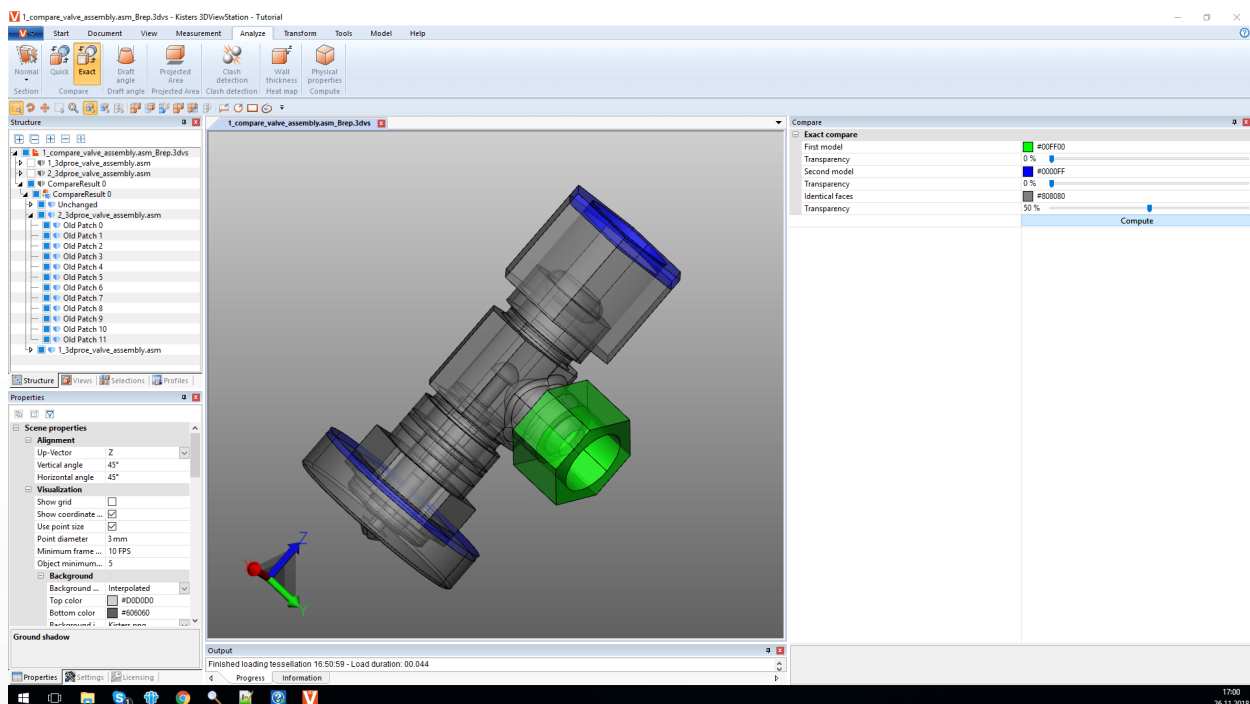 1_compare_valve_assembly.asm_Brep.3dvs - Kisters 3DViewStation - Tutorial
Start Document View Measurement Analyze Transform Tools Model Help
Normal Quick Exact Draft angle Projected Area Clash detection Wall thickness Physical properties
Section Compare Draft angle Projected Area Clash detection Heat map Compute
Structure
1_compare_valve_assembly.asm_Brep.3dvs
1_3dproe_valve_assembly.asm
2_3dproe_valve_assembly.asm
CompareResult 0
CompareResult 0
Unchanged
2_3dproe_valve_assembly.asm
Old Patch 0
Old Patch 1
Old Patch 2
Old Patch 3
Old Patch 4
Old Patch 5
Old Patch 6
Old Patch 7
Old Patch 8
Old Patch 9
Old Patch 10
Old Patch 11
1_3dproe_valve_assembly.asm
Structure Views Selections Profiles
Properties
Scene properties
Alignment
Up-Vector Z
Vertical angle 45°
Horizontal angle 45°
Visualization
Show grid
Show coordinate ...
Use point size
Point diameter 3 mm
Minimum frame ... 10 FPS
Object minimum... 5
Background
Background ... Interpolated
Top color #D0D0D0
Bottom color #606060
Ground shadow
Properties Settings Licensing
1_compare_valve_assembly.asm_Brep.3dvs
Z
Y
Output
Finished loading tessellation 16:50:59 - Load duration: 00.044
Progress Information
Compare
Exact compare
First model #00FF00
Transparency 0 %
Second model #0000FF
Transparency 0 %
Identical faces #808080
Transparency 50 %
Compute
17:00
26.11.2018